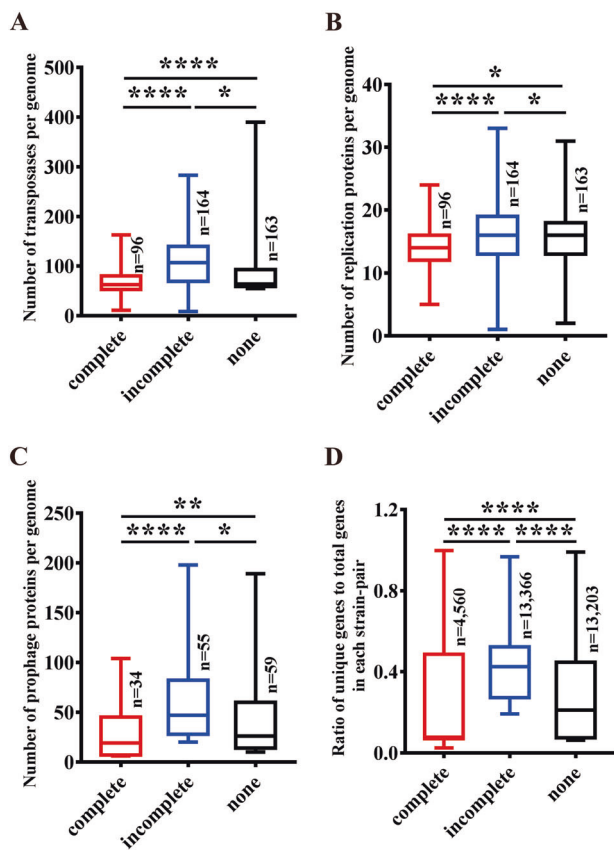 A
Number of transposases per genome
500
400
300
200
100
0
****
**** *
n=96
n=164
n=163
complete
incomplete
none
B
Number of replication proteins per genome
40
30
20
10
0
*
**** *
n=96
n=164
n=163
complete
incomplete
none
C
Number of prophage proteins per genome
250
200
150
100
50
0
**
**** *
n=34
n=55
n=59
complete
incomplete
none
D
Ratio of unique genes to total genes
in each strain-pair
1.2
0.8
0.4
0.0
****
**** ****
n=4,560
n=13,366
n=13,203
complete
incomplete
none